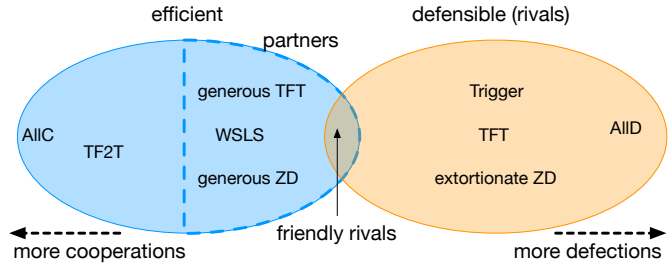 efficient
defensible (rivals)
partners
generous TFT
Trigger
AllC
TF2T
WSLS
TFT
AllD
generous ZD
extortionate ZD
friendly rivals
more cooperations
more defections